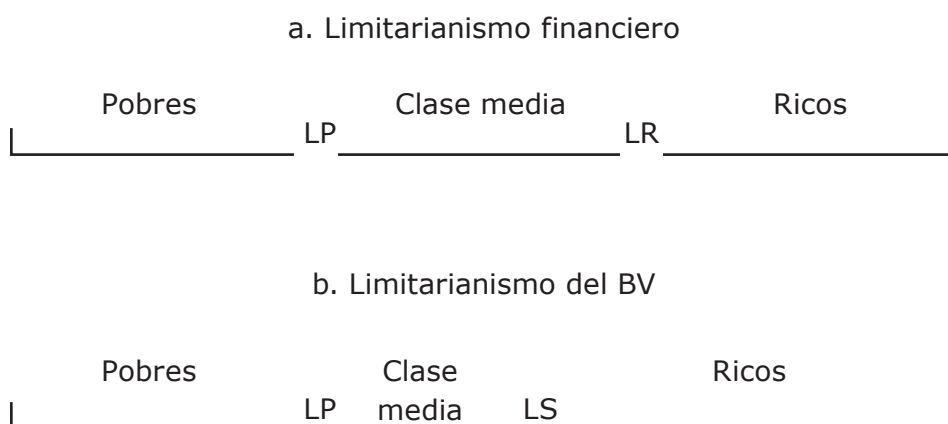 a. Limitarianismo financiero
Pobres Clase media Ricos
LP LR
b. Limitarianismo del BV
Pobres Clase Ricos
LP media LS